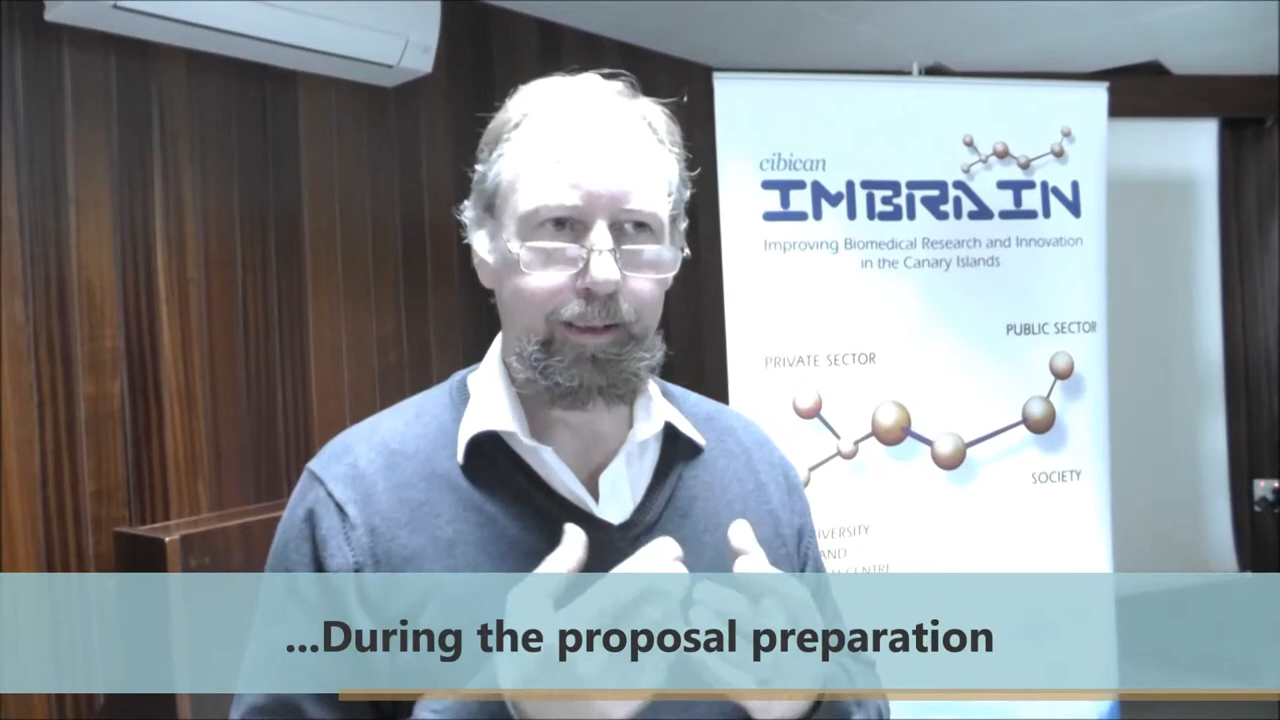 cibican
IMBRAIN
Improving Biomedical Research and Innovation
in the Canary Islands
PUBLIC SECTOR
PRIVATE SECTOR
SOCIETY
AND
...During the proposal preparation